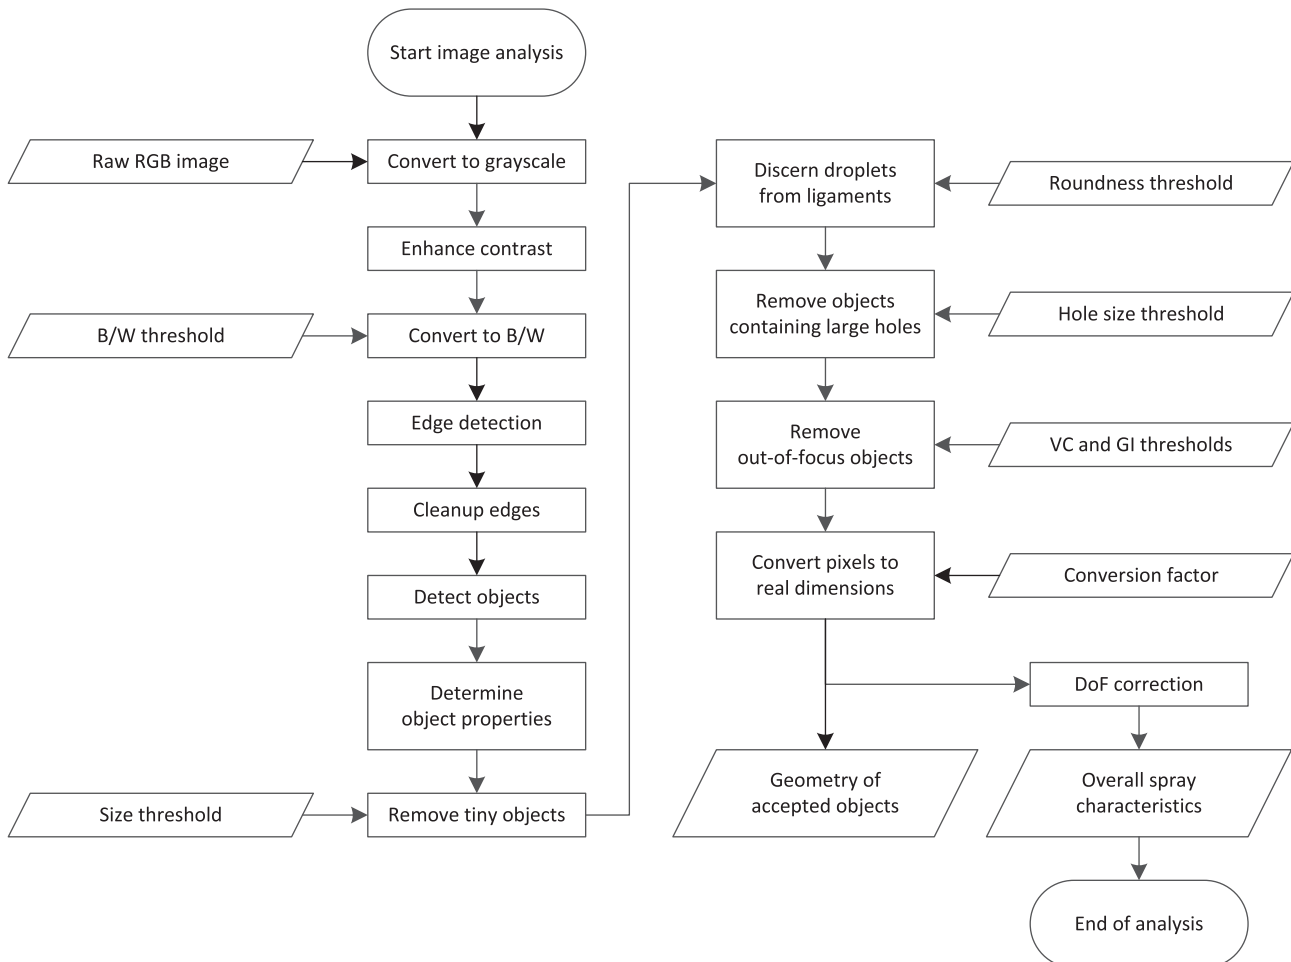 Start image analysis
Raw RGB image
Convert to grayscale
Enhance contrast
B/W threshold
Convert to B/W
Edge detection
Cleanup edges
Detect objects
Determine
object properties
Size threshold
Remove tiny objects
Discern droplets
from ligaments
Roundness threshold
Remove objects
containing large holes
Hole size threshold
Remove
out-of-focus objects
VC and GI thresholds
Convert pixels to
real dimensions
Conversion factor
DoF correction
Geometry of
accepted objects
Overall spray
characteristics
End of analysis